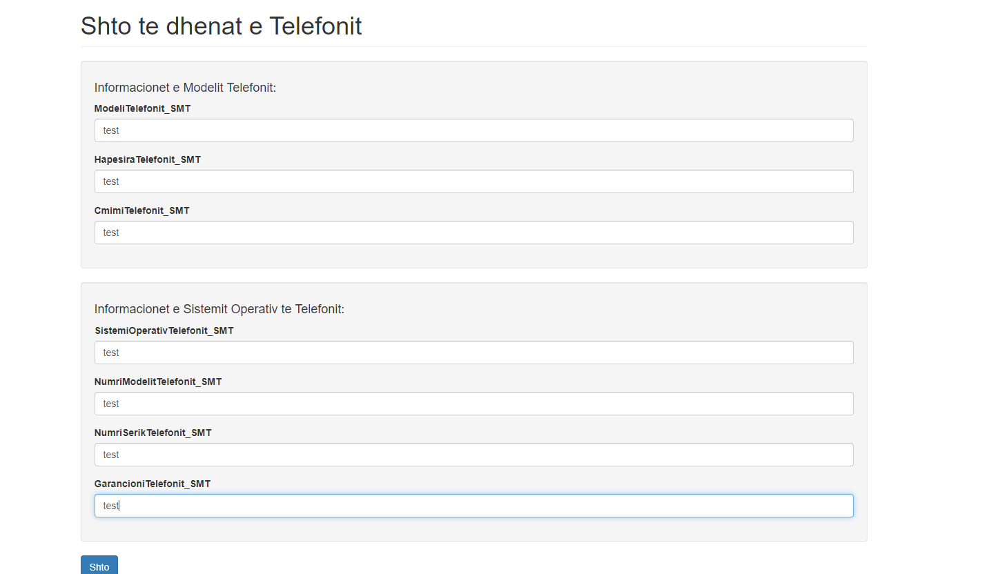 Shto te dhenat e Telefonit
Informacionet e Modelit Telefonit:
ModeliTelefonit_SMT
test
HapesiraTelefonit_SMT
test
CmimiTelefonit_SMT
test
Informacionet e Sistemit Operativ te Telefonit:
SistemiOperativTelefonit_SMT
test
NumriModelitTelefonit_SMT
test
NumriSerikTelefonit_SMT
test
GarancioniTelefonit_SMT
test
Shto